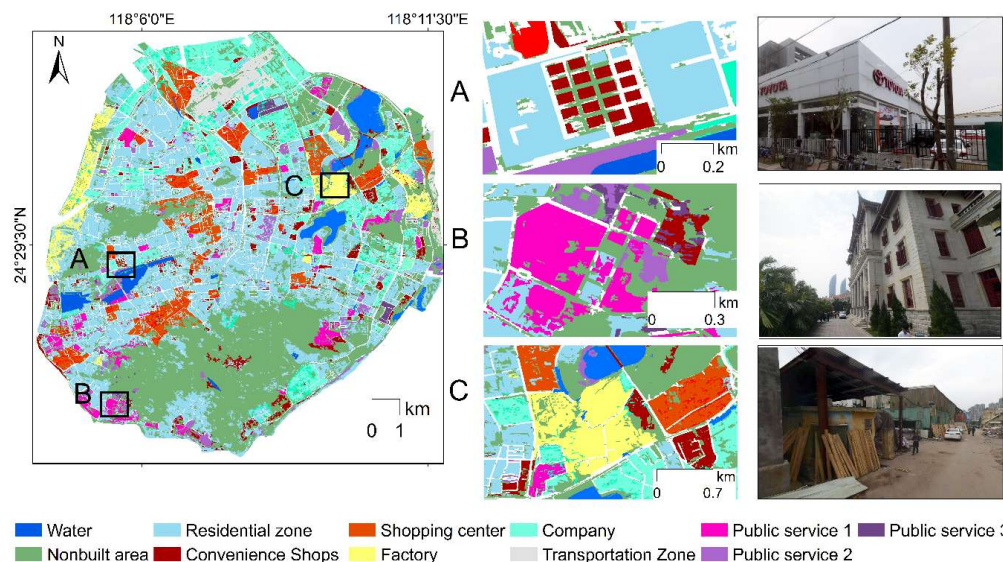 118°6'0"E
118°11'30"E
N
24°29'30"N
A
B
C
km
0 1
A
km
0 0.2
B
km
0 0.3
C
km
0 0.7
TOYOTA
TOYOTA
Water
Residential zone
Shopping center
Company
Public service 1
Public service 3
Nonbuilt area
Convenience Shops
Factory
Transportation Zone
Public service 2